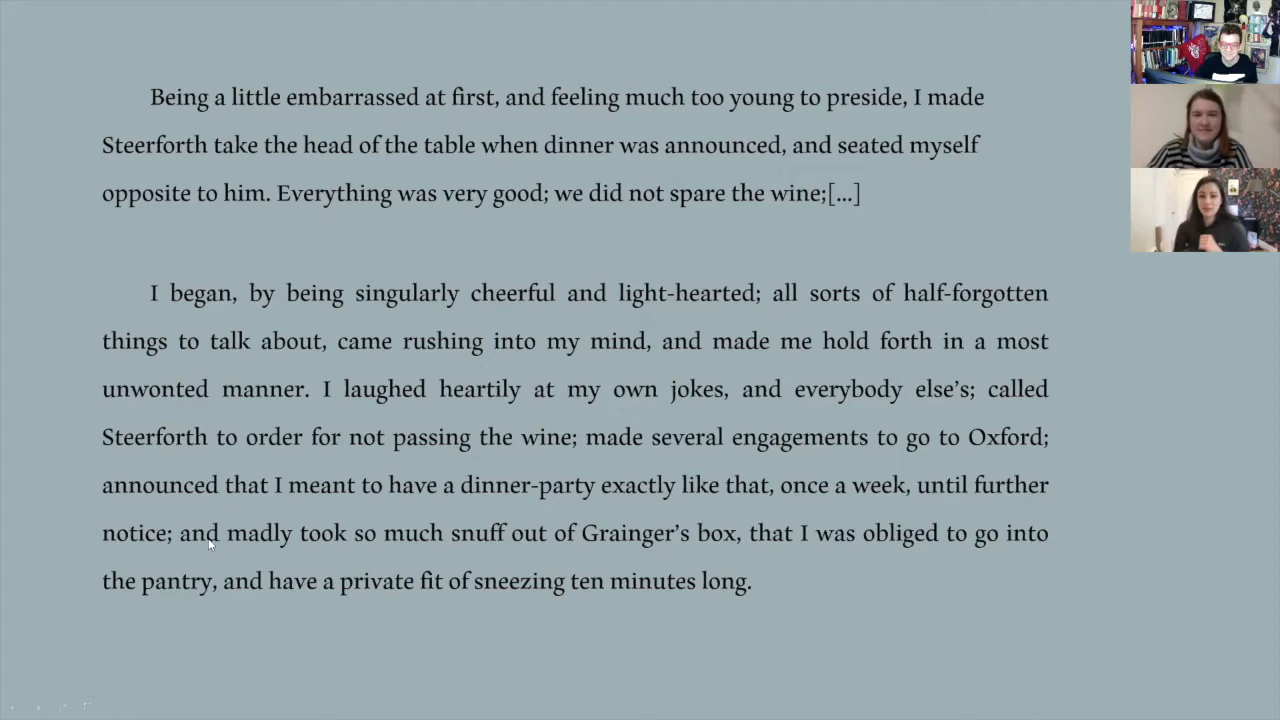 Being a little embarrassed at first, and feeling much too young to preside, I made
Steerforth take the head of the table when dinner was announced, and seated myself
opposite to him. Everything was very good; we did not spare the wine;[...]
I began, by being singularly cheerful and light-hearted; all sorts of half-forgotten
things to talk about, came rushing into my mind, and made me hold forth in a most
unwonted manner. I laughed heartily at my own jokes, and everybody else’s; called
Steerforth to order for not passing the wine; made several engagements to go to Oxford;
announced that I meant to have a dinner-party exactly like that, once a week, until further
notice; and madly took so much snuff out of Grainger’s box, that I was obliged to go into
the pantry, and have a private fit of sneezing ten minutes long.